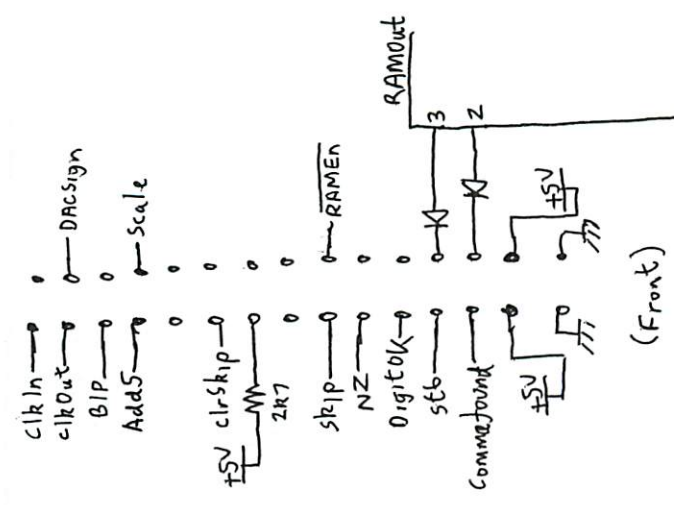 ClkIn
ClkOut
DACSign
BIP
Add5
Scale
ClrSkip
+5V
2k7
Skip
RAMEn
NZ
DigitOK
RAMOut
Stb
3
Commafound
2
+5V
+5V
(Front)